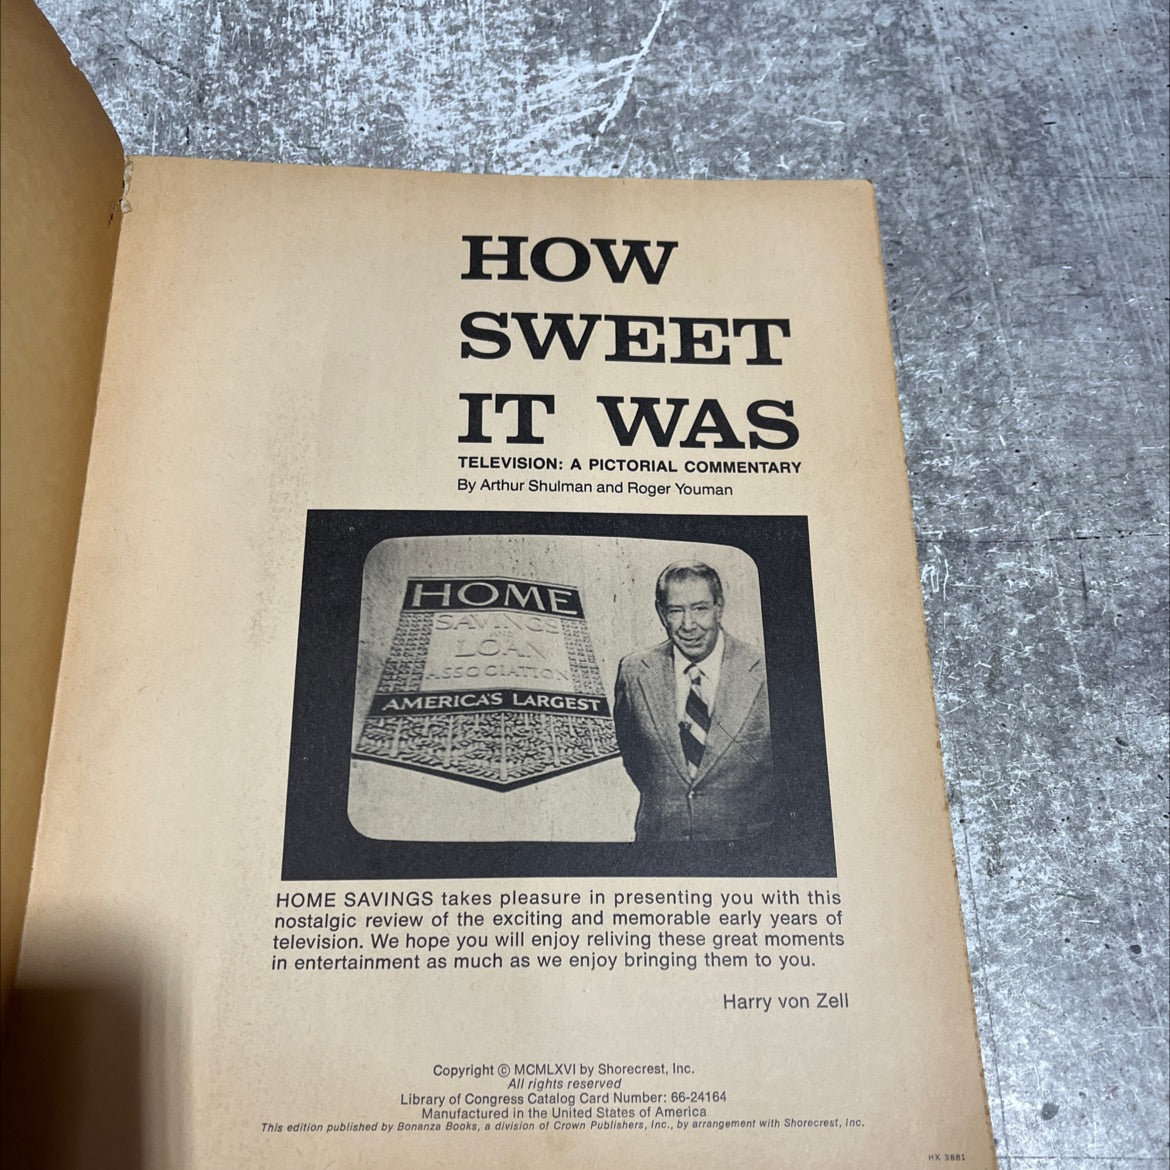 HOW
SWEET
IT WAS
TELEVISION: A PICTORIAL COMMENTARY
By Arthur Shulman and Roger Youman
HOME
SAVINGS
LOAN
ASSOCIATION
AMERICA'S LARGEST
HOME SAVINGS takes pleasure in presenting you with this
nostalgic review of the exciting and memorable early years of
television. We hope you will enjoy reliving these great moments
in entertainment as much as we enjoy bringing them to you.
Harry von Zell
Copyright © MCMLXVI by Shorecrest, Inc.
All rights reserved
Library of Congress Catalog Card Number: 66-24164
Manufactured in the United States of America
This edition published by Bonanza Books, a division of Crown Publishers, Inc., by arrangement with Shorecrest, Inc.
HX 3881